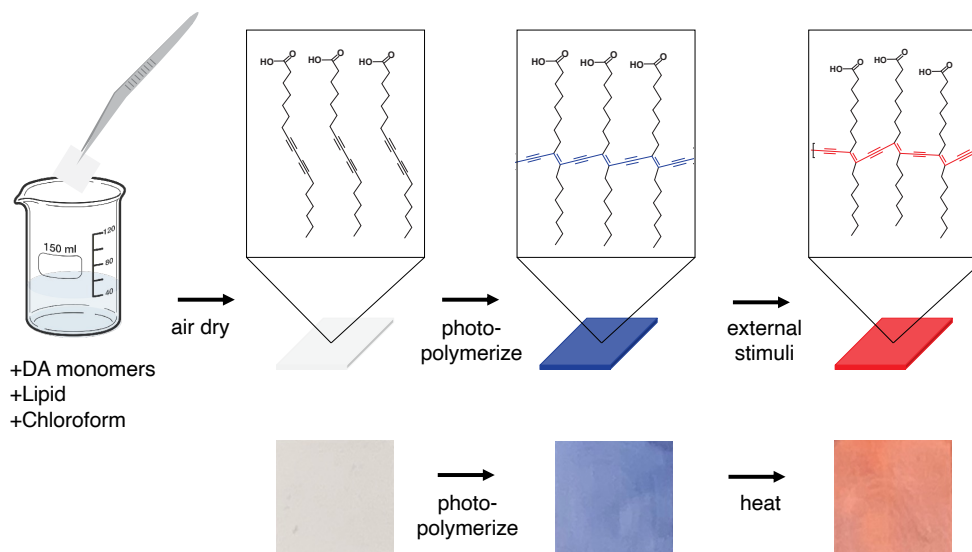 HO
O
HO
O
HO
O
HO
O
HO
O
HO
O
HO
O
HO
O
HO
O
150 ml
120
80
40
air dry
photo-
polymerize
external
stimuli
+DA monomers
+Lipid
+Chloroform
photo-
polymerize
heat